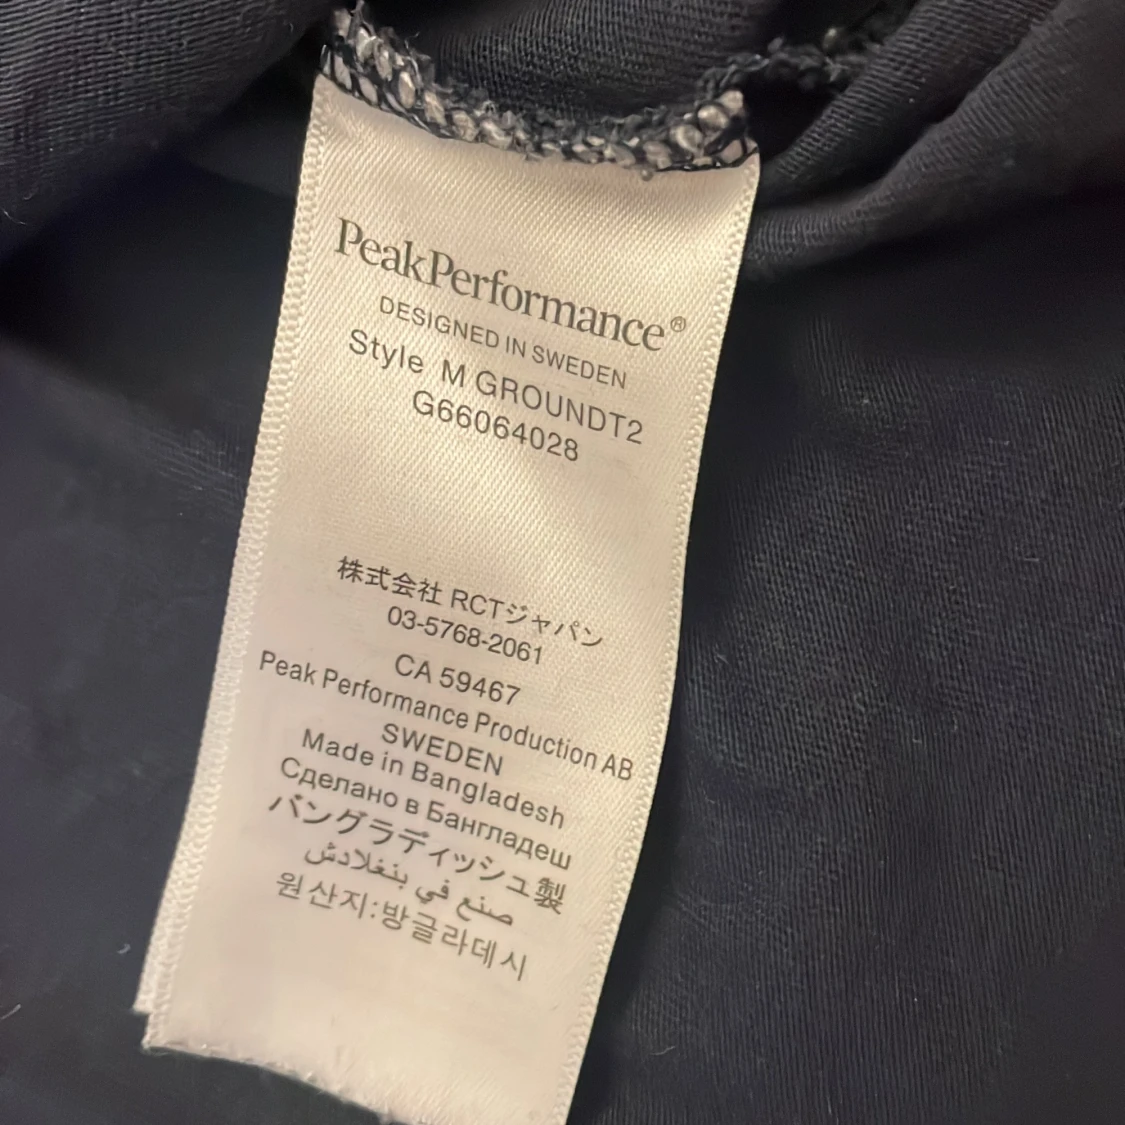 PeakPerformance®
DESIGNED IN SWEDEN
Style M GROUNDT2
G66064028
株式会社 RCTジャパン
03-5768-2061
CA 59467
Peak Performance Production AB
SWEDEN
Made in Bangladesh
Сделано в Бангладеш
バングラディッシュ製
صنع في بنغلادش
원산지:방글라데시